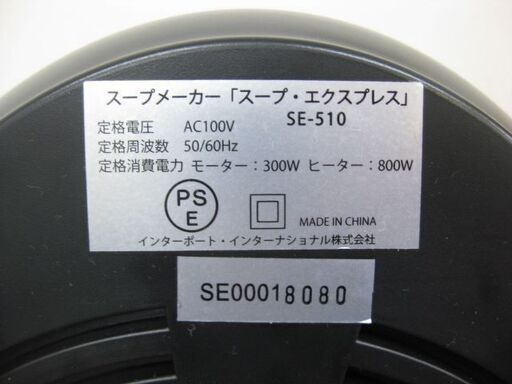 スープメーカー「スープ・エクスプレス」
定格電圧 AC100V SE-510
定格周波数 50/60Hz
定格消費電力 モーター：300W ヒーター：800W
PS
E
MADE IN CHINA
インターポート・インターナショナル株式会社
SE00018080